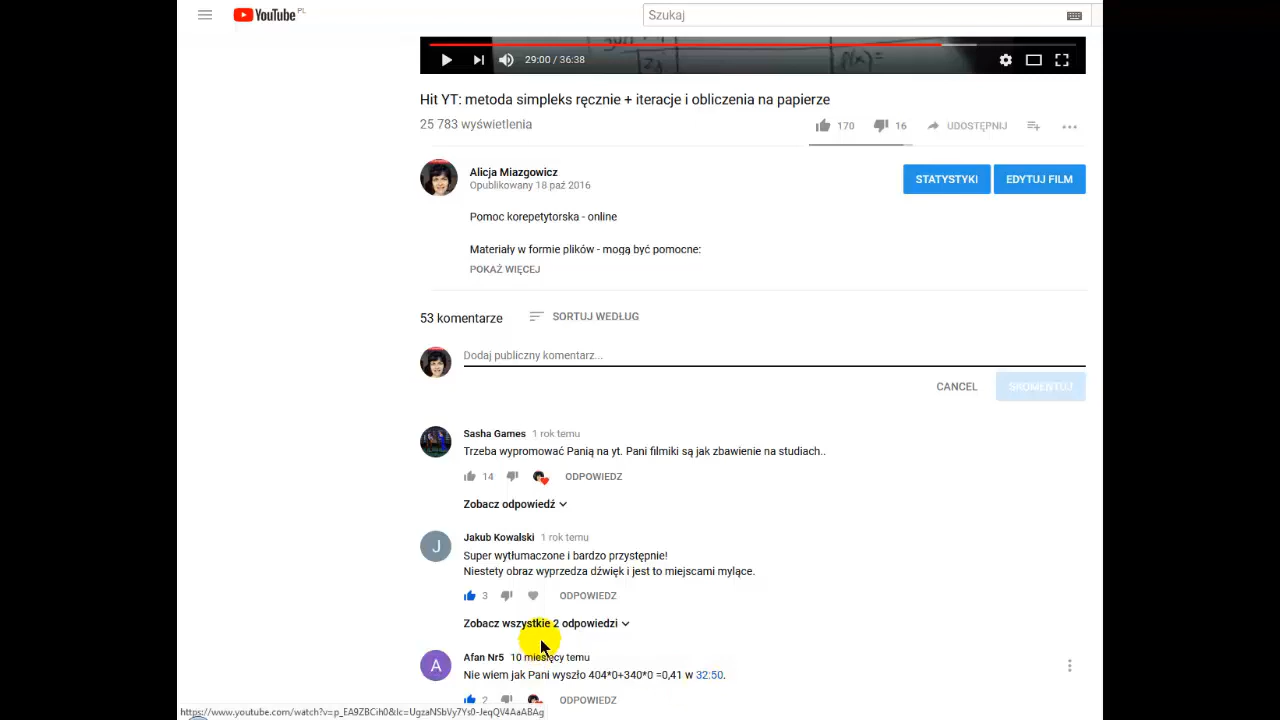 YouTube PL
Szukaj
f(x)=
29:00 / 36:38
Hit YT: metoda simpleks ręcznie + iteracje i obliczenia na papierze
25 783 wyświetlenia
170
16
UDOSTĘPNIJ
Alicja Miazgowicz
Opublikowany 18 paź 2016
STATYSTYKI
EDYTUJ FILM
Pomoc korepetytorska - online
Materiały w formie plików - mogą być pomocne:
POKAŻ WIĘCEJ
53 komentarze
SORTUJ WEDŁUG
Dodaj publiczny komentarz...
CANCEL
SKOMENTUJ
Sasha Games 1 rok temu
Trzeba wypromować Panią na yt. Pani filmiki są jak zbawienie na studiach..
14
ODPOWIEDZ
Zobacz odpowiedź
J
Jakub Kowalski 1 rok temu
Super wytłumaczone i bardzo przystępnie!
Niestety obraz wyprzedza dźwięk i jest to miejscami mylące.
3
ODPOWIEDZ
Zobacz wszystkie 2 odpowiedzi
A
Afan Nr5 10 miesięcy temu
Nie wiem jak Pani wyszło 404*0+340*0 =0,41 w 32:50.
2
ODPOWIEDZ
https://www.youtube.com/watch?v=p_EA9ZBCih0&lc=UgzaNSbVy7Ys0-JeqQV4AaABAg